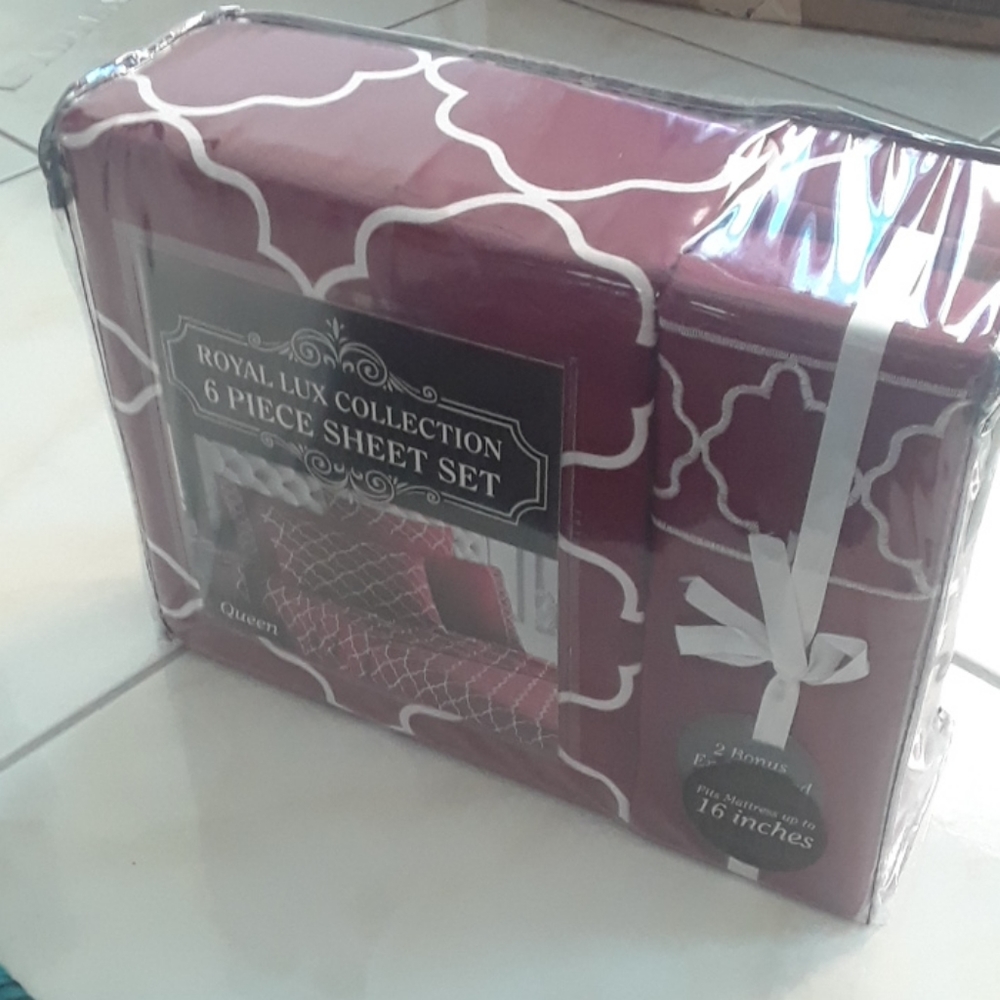 ROYAL LUX COLLECTION
6 PIECE SHEET SET
Queen
2 Bonus
Fits Mattress up to
16 inches